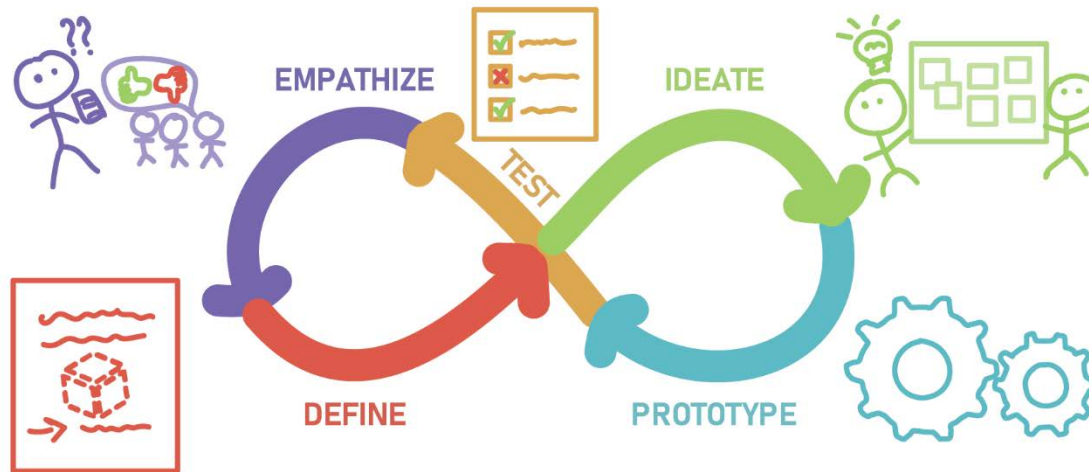 ??
EMPATHIZE
TEST
IDEATE
DEFINE
PROTOTYPE